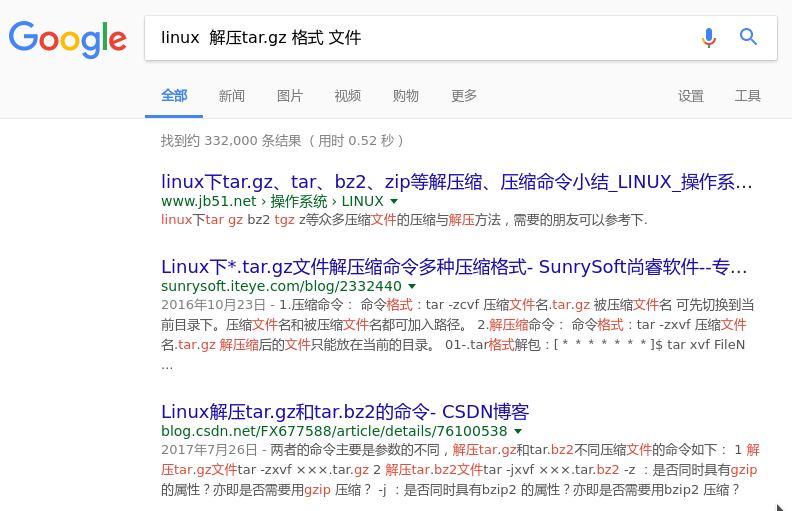 Google
linux  解压tar.gz 格式 文件
全部 新闻 图片 视频 购物 更多 设置 工具
找到约 332,000 条结果 （用时 0.52 秒）
linux下tar.gz、tar、bz2、zip等解压缩、压缩命令小结_LINUX_操作系...
www.jb51.net › 操作系统 › LINUX
linux下tar gz bz2 tgz z等众多压缩文件的压缩与解压方法，需要的朋友可以参考下.
Linux下*.tar.gz文件解压缩命令多种压缩格式- SunrySoft尚睿软件--专...
sunrysoft.iteye.com/blog/2332440
2016年10月23日 - 1.压缩命令： 命令格式：tar -zcvf 压缩文件名.tar.gz 被压缩文件名 可先切换到当
前目录下。压缩文件名和被压缩文件名都可加入路径。 2.解压缩命令： 命令格式：tar -zxvf 压缩文件
名.tar.gz 解压缩后的文件只能放在当前的目录。 01-.tar格式解包：[＊＊＊＊＊＊＊]$ tar xvf FileN
...
Linux解压tar.gz和tar.bz2的命令- CSDN博客
blog.csdn.net/FX677588/article/details/76100538
2017年7月26日 - 两者的命令主要是参数的不同，解压tar.gz和tar.bz2不同压缩文件的命令如下： 1 解
压tar.gz文件tar -zxvf ×××.tar.gz 2 解压tar.bz2文件tar -jxvf ×××.tar.bz2 -z ：是否同时具有gzip
的属性？亦即是否需要用gzip 压缩？ -j ：是否同时具有bzip2 的属性？亦即是否需要用bzip2 压缩？